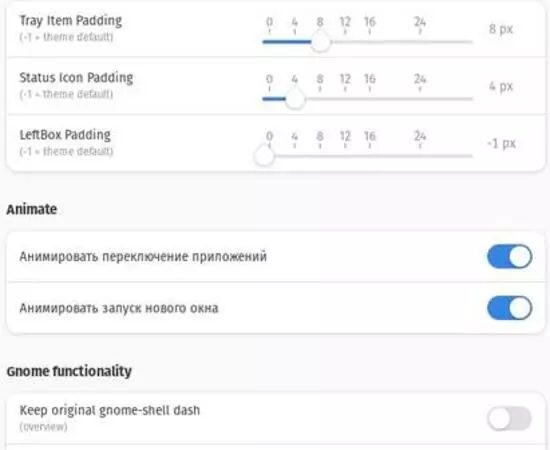 Tray Item Padding
(-1 = theme default)
0 4 8 12 16 24
8 px
Status Icon Padding
(-1 = theme default)
0 4 8 12 16 24
4 px
LeftBox Padding
(-1 = theme default)
0 4 8 12 16 24
-1 px
Animate
Анимировать переключение приложений
Анимировать запуск нового окна
Gnome functionality
Keep original gnome-shell dash
(overview)